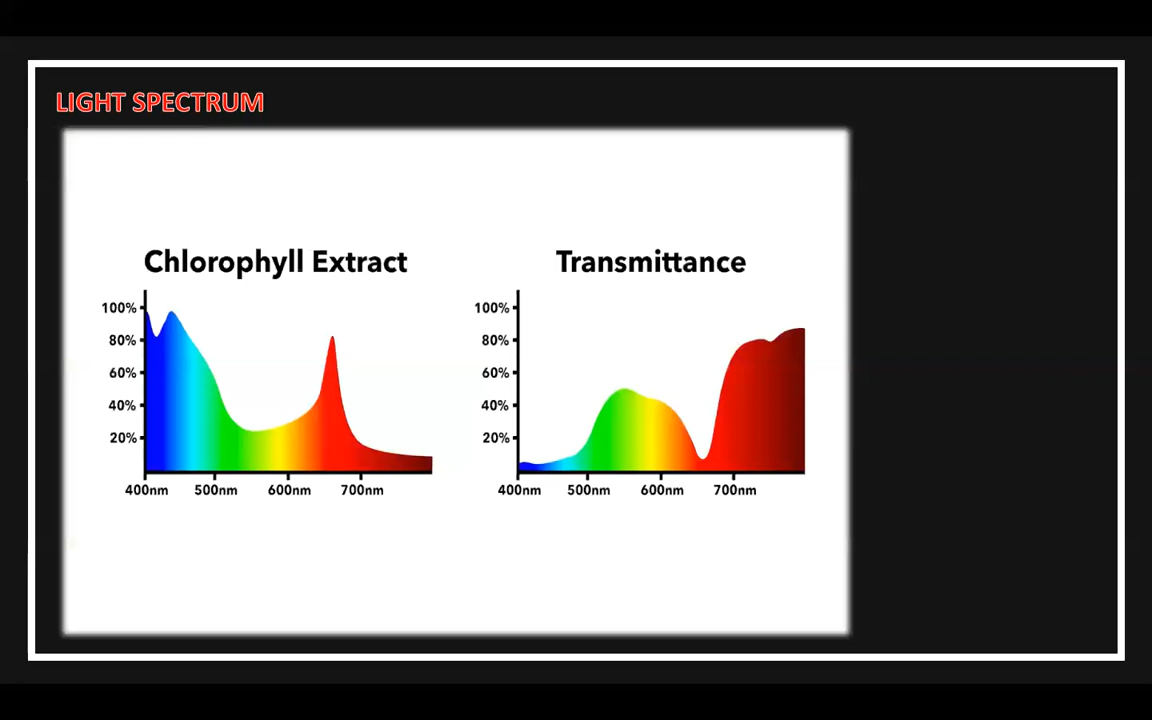 LIGHT SPECTRUM
Chlorophyll Extract
100%
80%
60%
40%
20%
400nm 500nm 600nm 700nm
Transmittance
100%
80%
60%
40%
20%
400nm 500nm 600nm 700nm